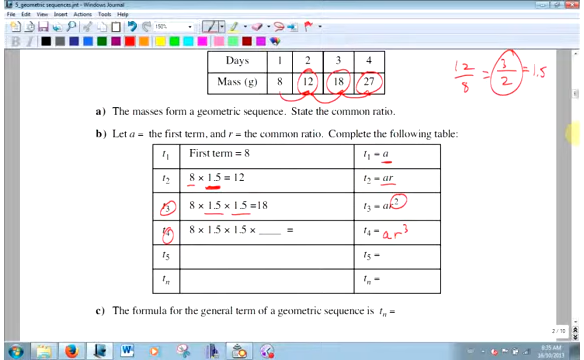 5_geometric sequences.jnt - Windows Journal
File Edit View Insert Actions Tools Help
150%
Days 1 2 3 4
Mass (g) 8 12 18 27
12/8 = 3/2 = 1.5
a) The masses form a geometric sequence. State the common ratio.
b) Let a = the first term, and r = the common ratio. Complete the following table:
t1 First term = 8 t1 = a
t2 8 × 1.5 = 12 t2 = ar
t3 8 × 1.5 × 1.5 =18 t3 = ar²
t4 8 × 1.5 × 1.5 × ____ = t4 = ar³
t5 t5 =
tn tn =
c) The formula for the general term of a geometric sequence is tn =
2 / 10
8:35 AM
16/10/2013